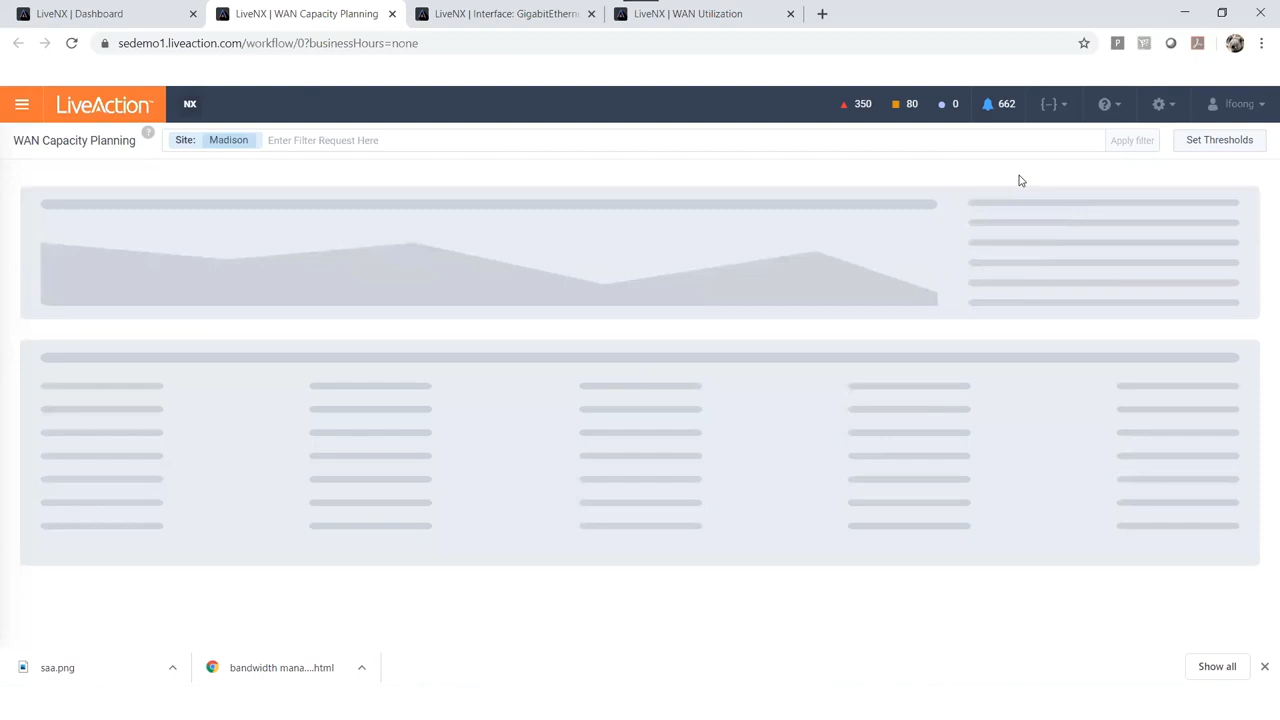 LiveNX | Dashboard
LiveNX | WAN Capacity Planning
LiveNX | Interface: GigabitEthern
LiveNX | WAN Utilization
sedemo1.liveaction.com/workflow/0?businessHours=none
LiveAction™ NX 350 80 0 662 {--} ? lfoong
WAN Capacity Planning ? Site: Madison Enter Filter Request Here Apply filter Set Thresholds
saa.png
bandwidth mana....html
Show all